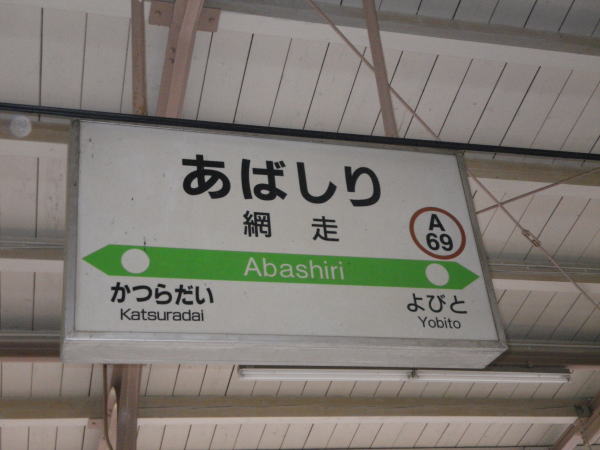 あばしり
網走
A
69
Abashiri
かつらだい
Katsuradai
よびと
Yobito